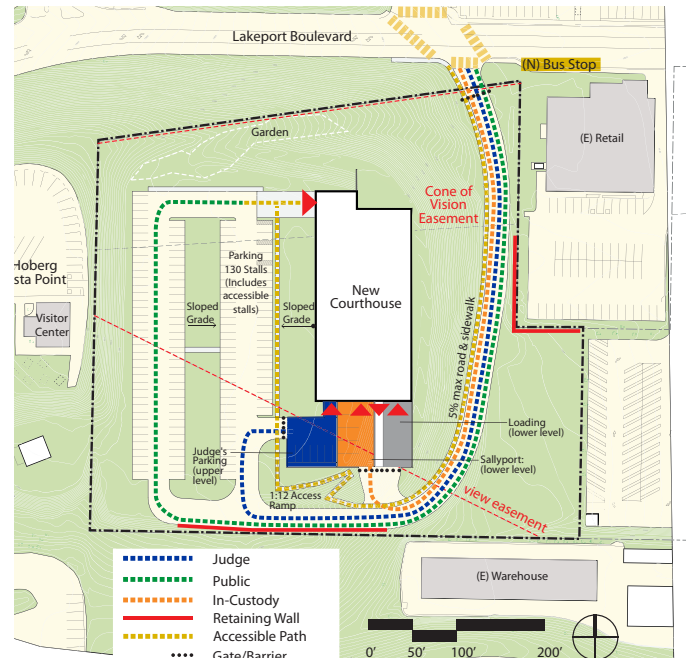 Lakeport Boulevard
(N) Bus Stop
Garden
(E) Retail
Cone of
Vision
Easement
Parking
130 Stalls
(Includes
accessible
stalls)
Hoberg
sta Point
Visitor
Center
Sloped
Grade
Sloped
Grade
New
Courthouse
5% max road & sidewalk
Loading
(lower level)
Judge's
Parking
(upper
level)
Sallyport:
(lower level)
1:12 Access
Ramp
view easement
(E) Warehouse
Judge
Public
In-Custody
Retaining Wall
Accessible Path
Gate/Barrier
0' 50' 100' 200'